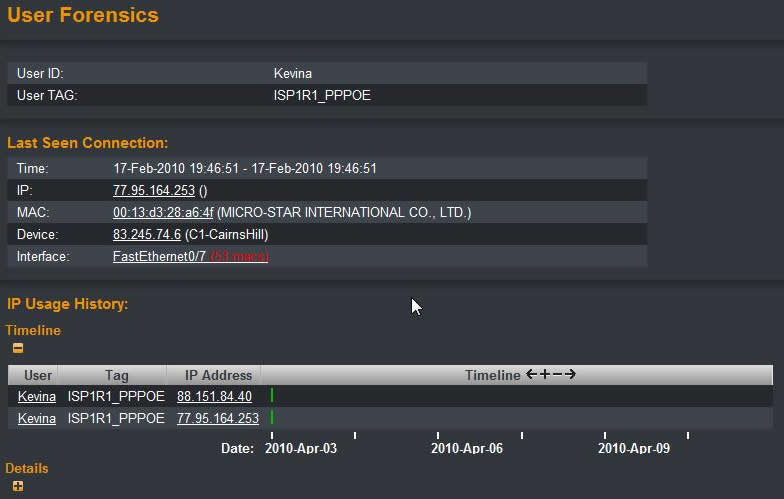 User Forensics
User ID: Kevina
User TAG: ISP1R1_PPPOE
Last Seen Connection:
Time: 17-Feb-2010 19:46:51 - 17-Feb-2010 19:46:51
IP: 77.95.164.253 ()
MAC: 00:13:d3:28:a6:4f (MICRO-STAR INTERNATIONAL CO., LTD.)
Device: 83.245.74.6 (C1-CairnsHill)
Interface: FastEthernet0/7 (53 macs)
IP Usage History:
Timeline
User Tag IP Address Timeline
Kevina ISP1R1_PPPOE 88.151.84.40
Kevina ISP1R1_PPPOE 77.95.164.253
Date: 2010-Apr-03 2010-Apr-06 2010-Apr-09
Details